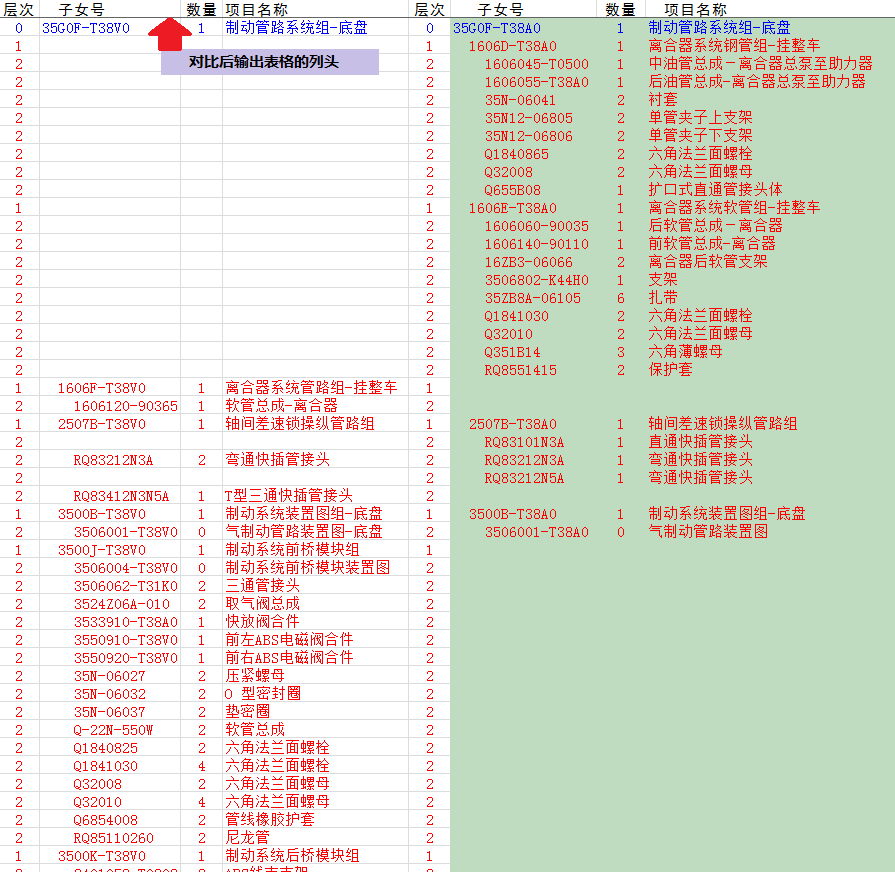 层次 子女号 数量 项目名称 层次 子女号 数量 项目名称
0 35G0F-T38V0 1 制动管路系统组-底盘 0 35G0F-T38A0 1 制动管路系统组-底盘
1 1 1606D-T38A0 1 离合器系统钢管组-挂整车
对比后输出表格的列头
2 2 1606045-T0500 1 中油管总成－离合器总泵至助力器
2 2 1606055-T38A0 1 后油管总成-离合器总泵至助力器
2 2 35N-06041 2 衬套
2 2 35N12-06805 2 单管夹子上支架
2 2 35N12-06806 2 单管夹子下支架
2 2 Q1840865 2 六角法兰面螺栓
2 2 Q32008 2 六角法兰面螺母
2 2 Q655B08 1 扩口式直通管接头体
1 1 1606E-T38A0 1 离合器系统软管组-挂整车
2 2 1606060-90035 1 后软管总成－离合器
2 2 1606140-90110 1 前软管总成-离合器
2 2 16ZB3-06066 2 离合器后软管支架
2 2 3506802-K44H0 1 支架
2 2 35ZB8A-06105 6 扎带
2 2 Q1841030 2 六角法兰面螺栓
2 2 Q32010 2 六角法兰面螺母
2 2 Q351B14 3 六角薄螺母
2 2 RQ8551415 2 保护套
1 1606F-T38V0 1 离合器系统管路组-挂整车 1
2 1606120-90365 1 软管总成-离合器 2
1 2507B-T38V0 1 轴间差速锁操纵管路组 1 2507B-T38A0 1 轴间差速锁操纵管路组
2 2 RQ83101N3A 1 直通快插管接头
2 RQ83212N3A 2 弯通快插管接头 2 RQ83212N3A 1 弯通快插管接头
2 2 RQ83212N5A 1 弯通快插管接头
2 RQ83412N3N5A 1 T型三通快插管接头 2
1 3500B-T38V0 1 制动系统装置图组-底盘 1 3500B-T38A0 1 制动系统装置图组-底盘
2 3506001-T38V0 0 气制动管路装置图-底盘 2 3506001-T38A0 0 气制动管路装置图
1 3500J-T38V0 1 制动系统前桥模块组 1
2 3506004-T38V0 0 制动系统前桥模块装置图 2
2 3506062-T31K0 2 三通管接头 2
2 3524Z06A-010 2 取气阀总成 2
2 3533910-T38A0 1 快放阀合件 2
2 3550910-T38V0 1 前左ABS电磁阀合件 2
2 3550920-T38V0 1 前右ABS电磁阀合件 2
2 35N-06027 2 压紧螺母 2
2 35N-06032 2 O 型密封圈 2
2 35N-06037 2 垫密圈 2
2 Q-22N-550W 2 软管总成 2
2 Q1840825 2 六角法兰面螺栓 2
2 Q1841030 4 六角法兰面螺栓 2
2 Q32008 2 六角法兰面螺母 2
2 Q32010 4 六角法兰面螺母 2
2 Q6854008 2 管线橡胶护套 2
2 RQ85110260 2 尼龙管 2
1 3500K-T38V0 1 制动系统后桥模块组 1